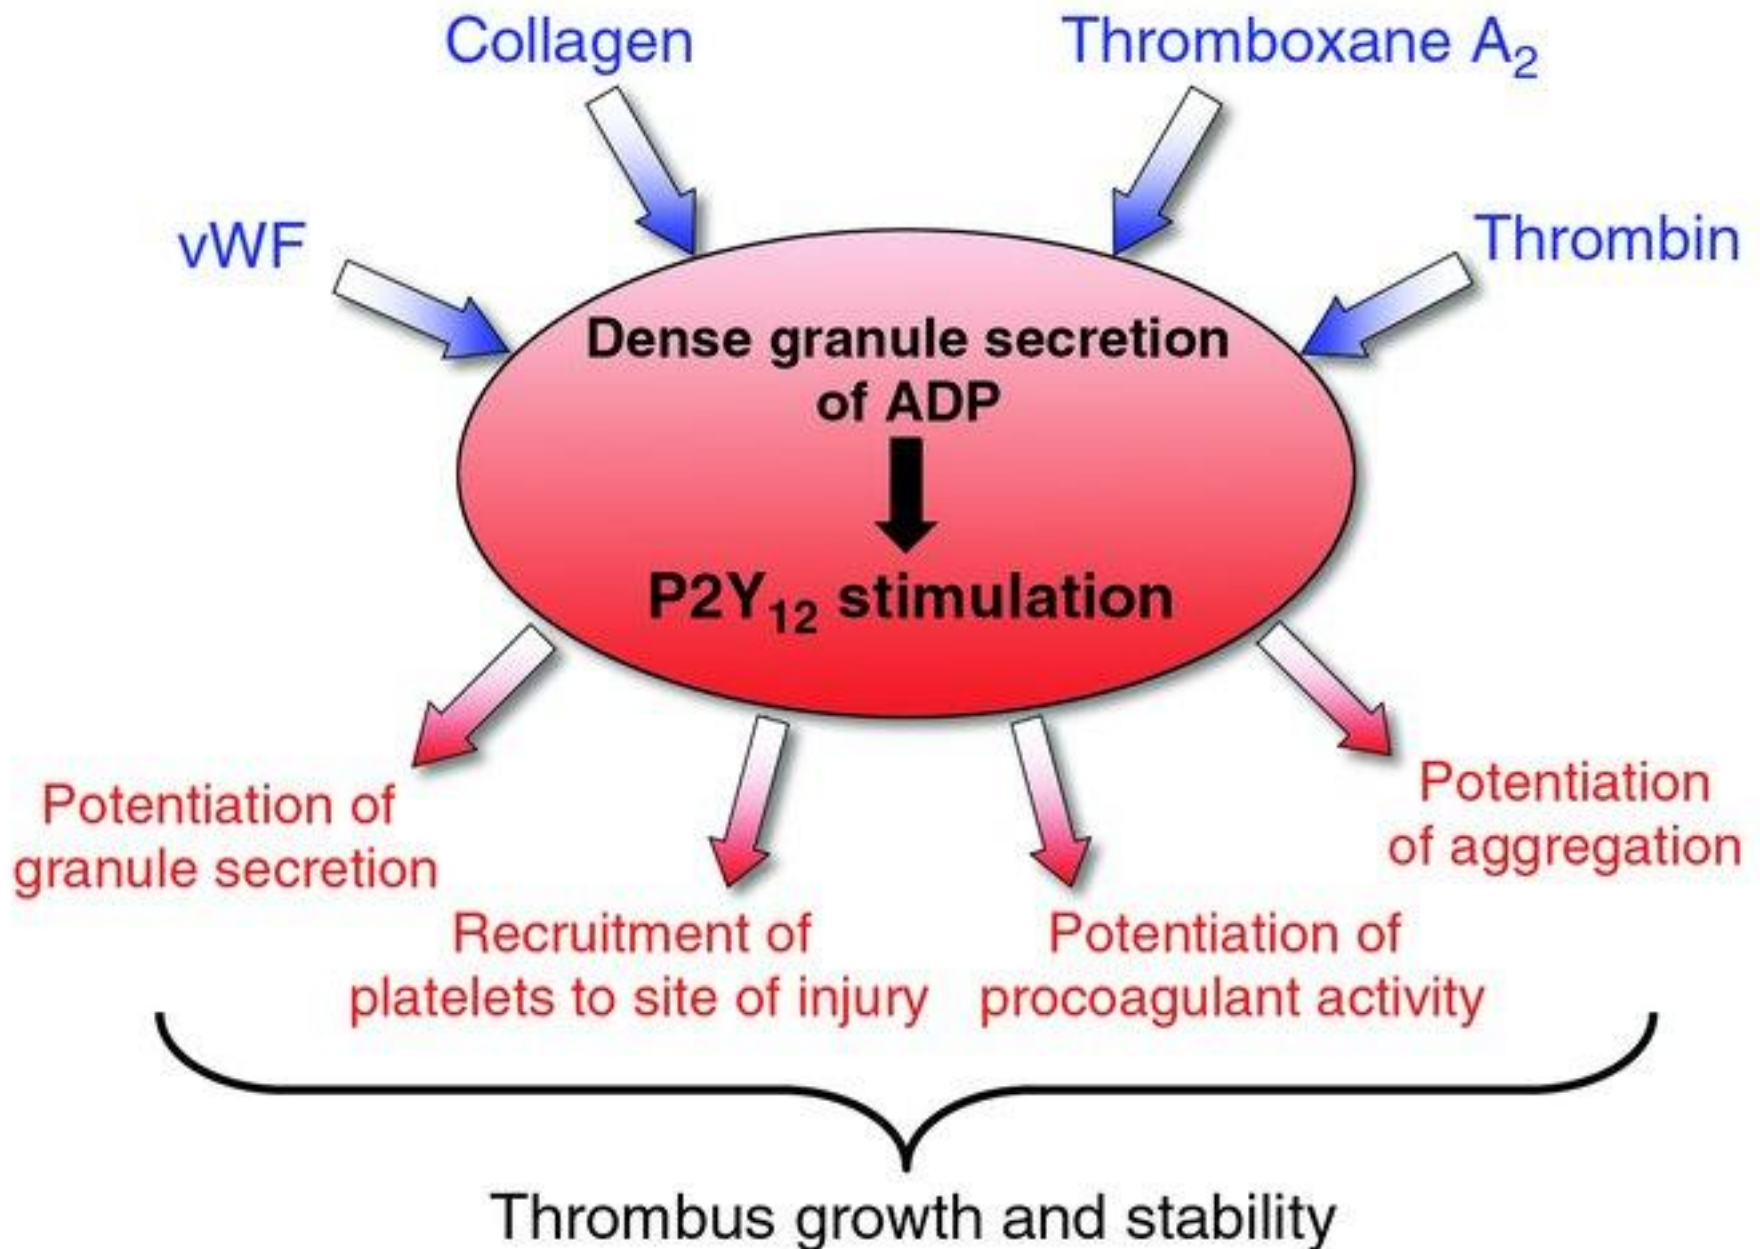 Collagen
Thromboxane A₂
vWF
Thrombin
Dense granule secretion
of ADP
P2Y₁₂ stimulation
Potentiation of
granule secretion
Recruitment of
platelets to site of injury
Potentiation of
procoagulant activity
Potentiation
of aggregation
Thrombus growth and stability